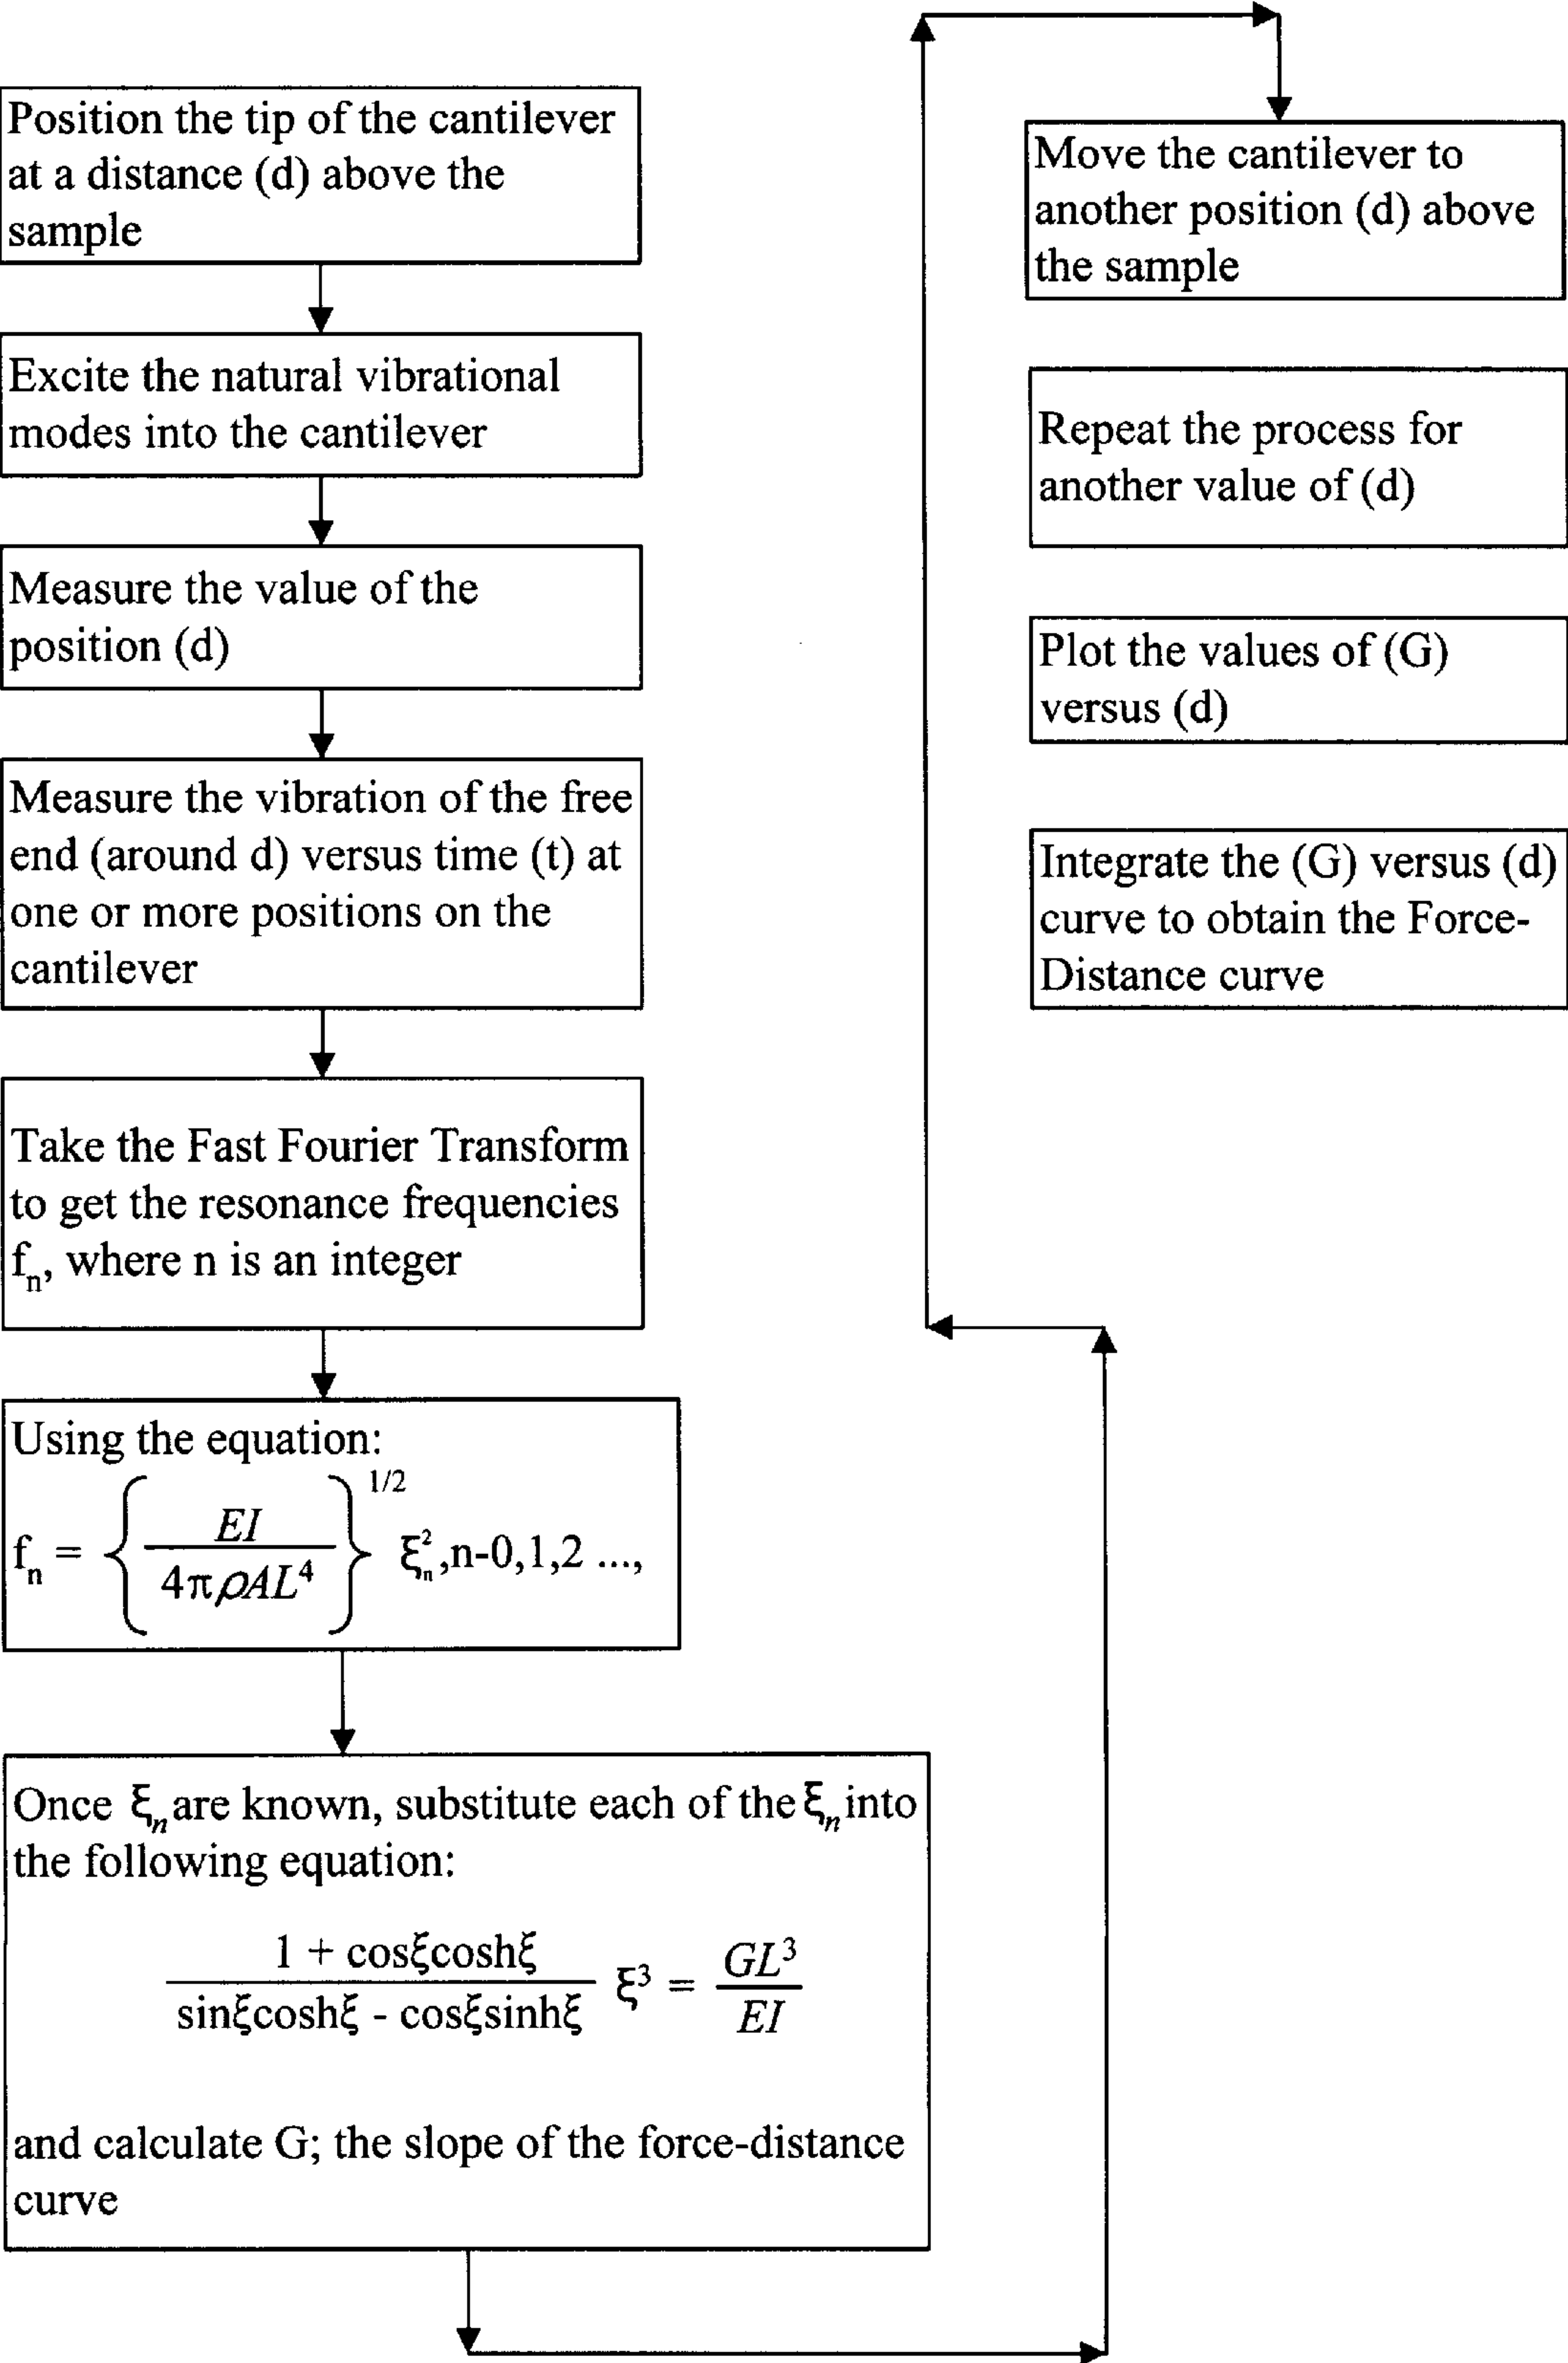 Position the tip of the cantilever
at a distance (d) above the
sample
Excite the natural vibrational
modes into the cantilever
Measure the value of the
position (d)
Measure the vibration of the free
end (around d) versus time (t) at
one or more positions on the
cantilever
Take the Fast Fourier Transform
to get the resonance frequencies
fₙ, where n is an integer
Using the equation:
fₙ = { EI / 4πρAL⁴ }^1/2 ξₙ²,n-0,1,2 ...,
Once ξₙ are known, substitute each of the ξₙ into
the following equation:
1 + cosξcoshξ / sinξcoshξ - cosξsinhξ ξ³ = GL³ / EI
and calculate G; the slope of the force-distance
curve
Move the cantilever to
another position (d) above
the sample
Repeat the process for
another value of (d)
Plot the values of (G)
versus (d)
Integrate the (G) versus (d)
curve to obtain the Force-
Distance curve